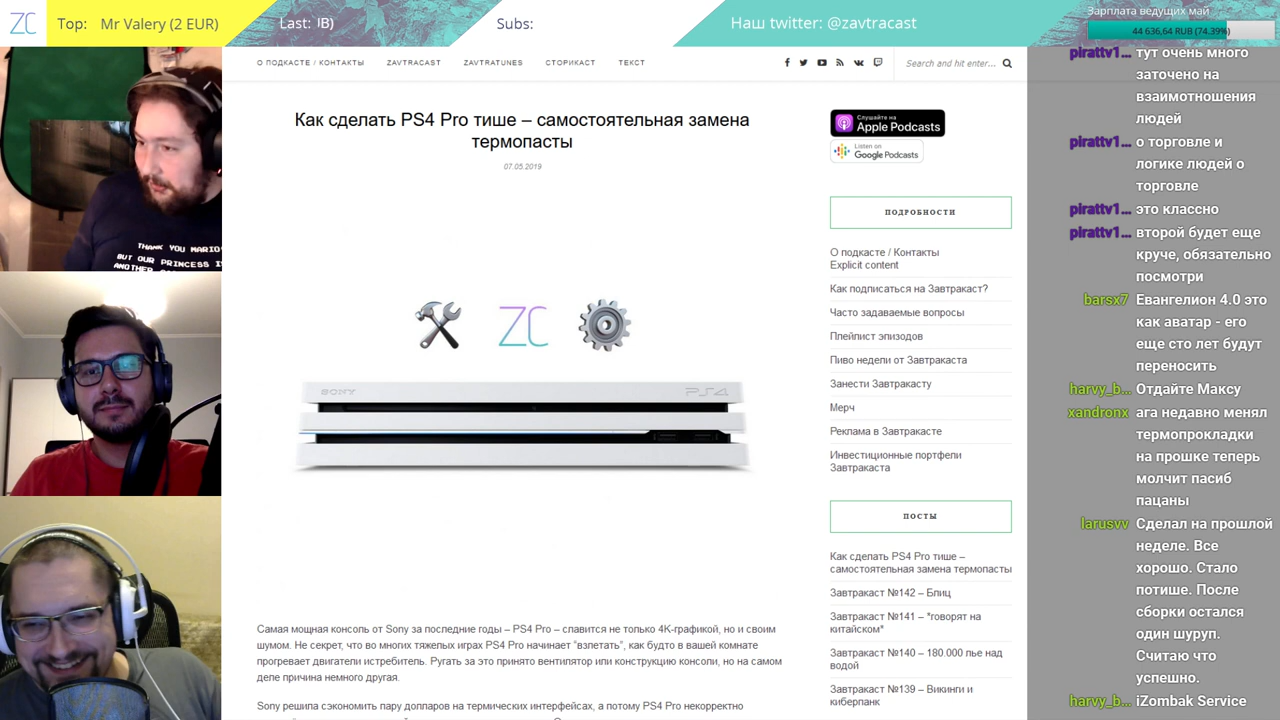 ZC
Top: Mr Valery (2 EUR)
Last: IB)
Subs:
Наш twitter: @zavtracast
Зарплата ведущих май
44 636,64 RUB (74.39%)
О ПОДКАСТЕ / КОНТАКТЫ
ZAVTRACAST
ZAVTRATUNES
СТОРИКАСТ
ТЕКСТ
Search and hit enter...
Как сделать PS4 Pro тише – самостоятельная замена
термопасты
07.05.2019
ZC
SONY
PS4
Самая мощная консоль от Sony за последние годы – PS4 Pro – славится не только 4K-графикой, но и своим
шумом. Не секрет, что во многих тяжелых играх PS4 Pro начинает "взлетать", как будто в вашей комнате
прогревает двигатели истребитель. Ругать за это принято вентилятор или конструкцию консоли, но на самом
деле причина немного другая.
Sony решила сэкономить пару долларов на термических интерфейсах, а потому PS4 Pro некорректно
Слушайте на
Apple Podcasts
Listen on
Google Podcasts
ПОДРОБНОСТИ
О подкасте / Контакты
Explicit content
Как подписаться на Завтракаст?
Часто задаваемые вопросы
Плейлист эпизодов
Пиво недели от Завтракаста
Занести Завтракасту
Мерч
Реклама в Завтракасте
Инвестиционные портфели
Завтракаста
ПОСТЫ
Как сделать PS4 Pro тише –
самостоятельная замена термопасты
Завтракаст №142 – Блиц
Завтракаст №141 – "говорят на
китайском"
Завтракаст №140 – 180.000 лье над
водой
Завтракаст №139 – Викинги и
киберпанк
pirattv1... тут очень много
заточено на
взаимотношения
людей
pirattv1... о торговле и
логике людей в
торговле
pirattv1... это классно
pirattv1... второй будет еще
круче, обязательно
посмотри
barsx7 Евангелион 4.0 это
как аватар - его
еще сто лет будут
переносить
harvy_b... Отдайте Максу
xandronx ага недавно менял
термопрокладки
на прошке теперь
молчит пасиб
пацаны
larusvv Сделал на прошлой
неделе. Все
хорошо. Стало
потише. После
сборки остался
один шуруп.
Считаю что
успешно.
harvy_b... iZombak Service
THANK YOU MARIO
BUT OUR PRINCESS I
ANOTHER